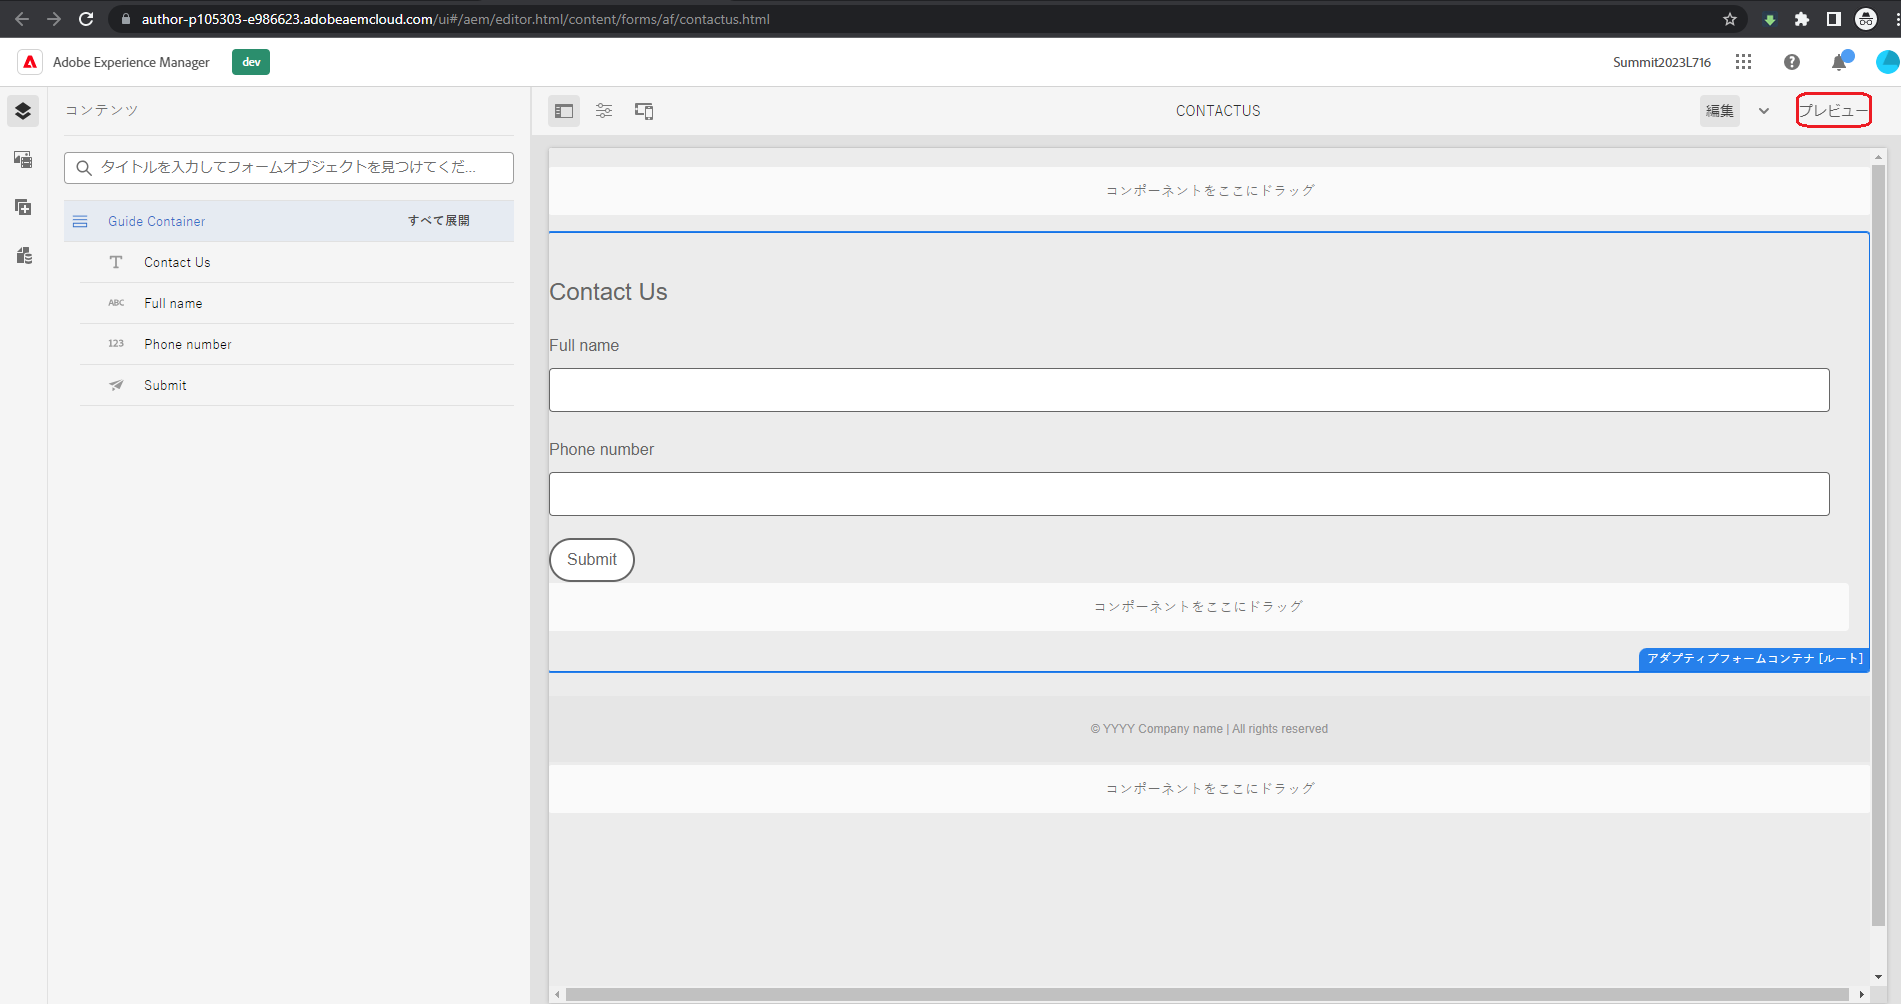 author-p105303-e986623.adobeaemcloud.com/ui#/aem/editor.html/content/forms/af/contactus.html
Adobe Experience Manager
dev
Summit2023L716
コンテンツ
CONTACTUS
編集
プレビュー
タイトルを入力してフォームオブジェクトを見つけてくだ...
Guide Container
すべて展開
Contact Us
ABC Full name
123 Phone number
Submit
コンポーネントをここにドラッグ
Contact Us
Full name
Phone number
Submit
コンポーネントをここにドラッグ
アダプティブフォームコンテナ [ルート]
© YYYY Company name | All rights reserved
コンポーネントをここにドラッグ